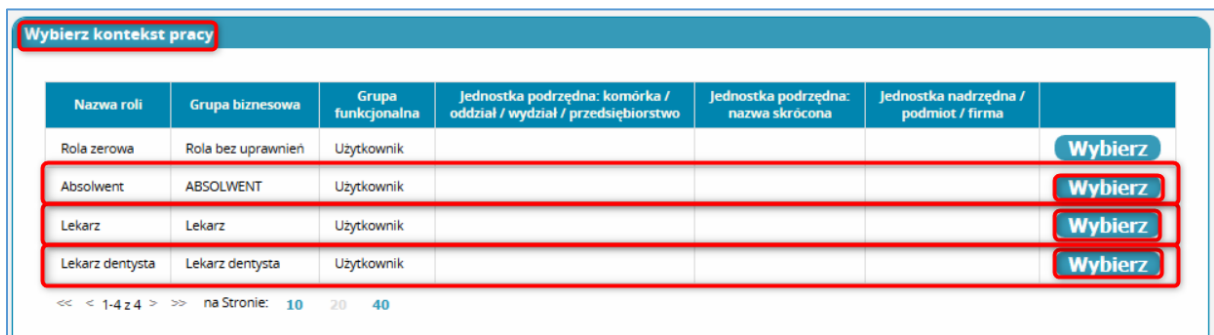 Wybierz kontekst pracy
Nazwa roli Grupa biznesowa Grupa funkcjonalna Jednostka podrzędna: komórka / oddział / wydział / przedsiębiorstwo Jednostka podrzędna: nazwa skrócona Jednostka nadrzędna / podmiot / firma
Rola zerowa Rola bez uprawnień Użytkownik Wybierz
Absolwent ABSOLWENT Użytkownik Wybierz
Lekarz Lekarz Użytkownik Wybierz
Lekarz dentysta Lekarz dentysta Użytkownik Wybierz
<< < 1-4 z 4 > >> na Stronie: 10 20 40